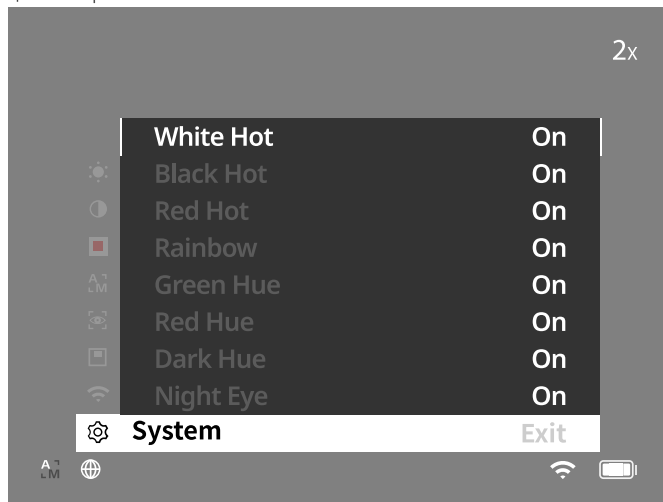 2x
White Hot On
Black Hot On
Red Hot On
Rainbow On
Green Hue On
Red Hue On
Dark Hue On
Night Eye On
System Exit
A
M
A
M